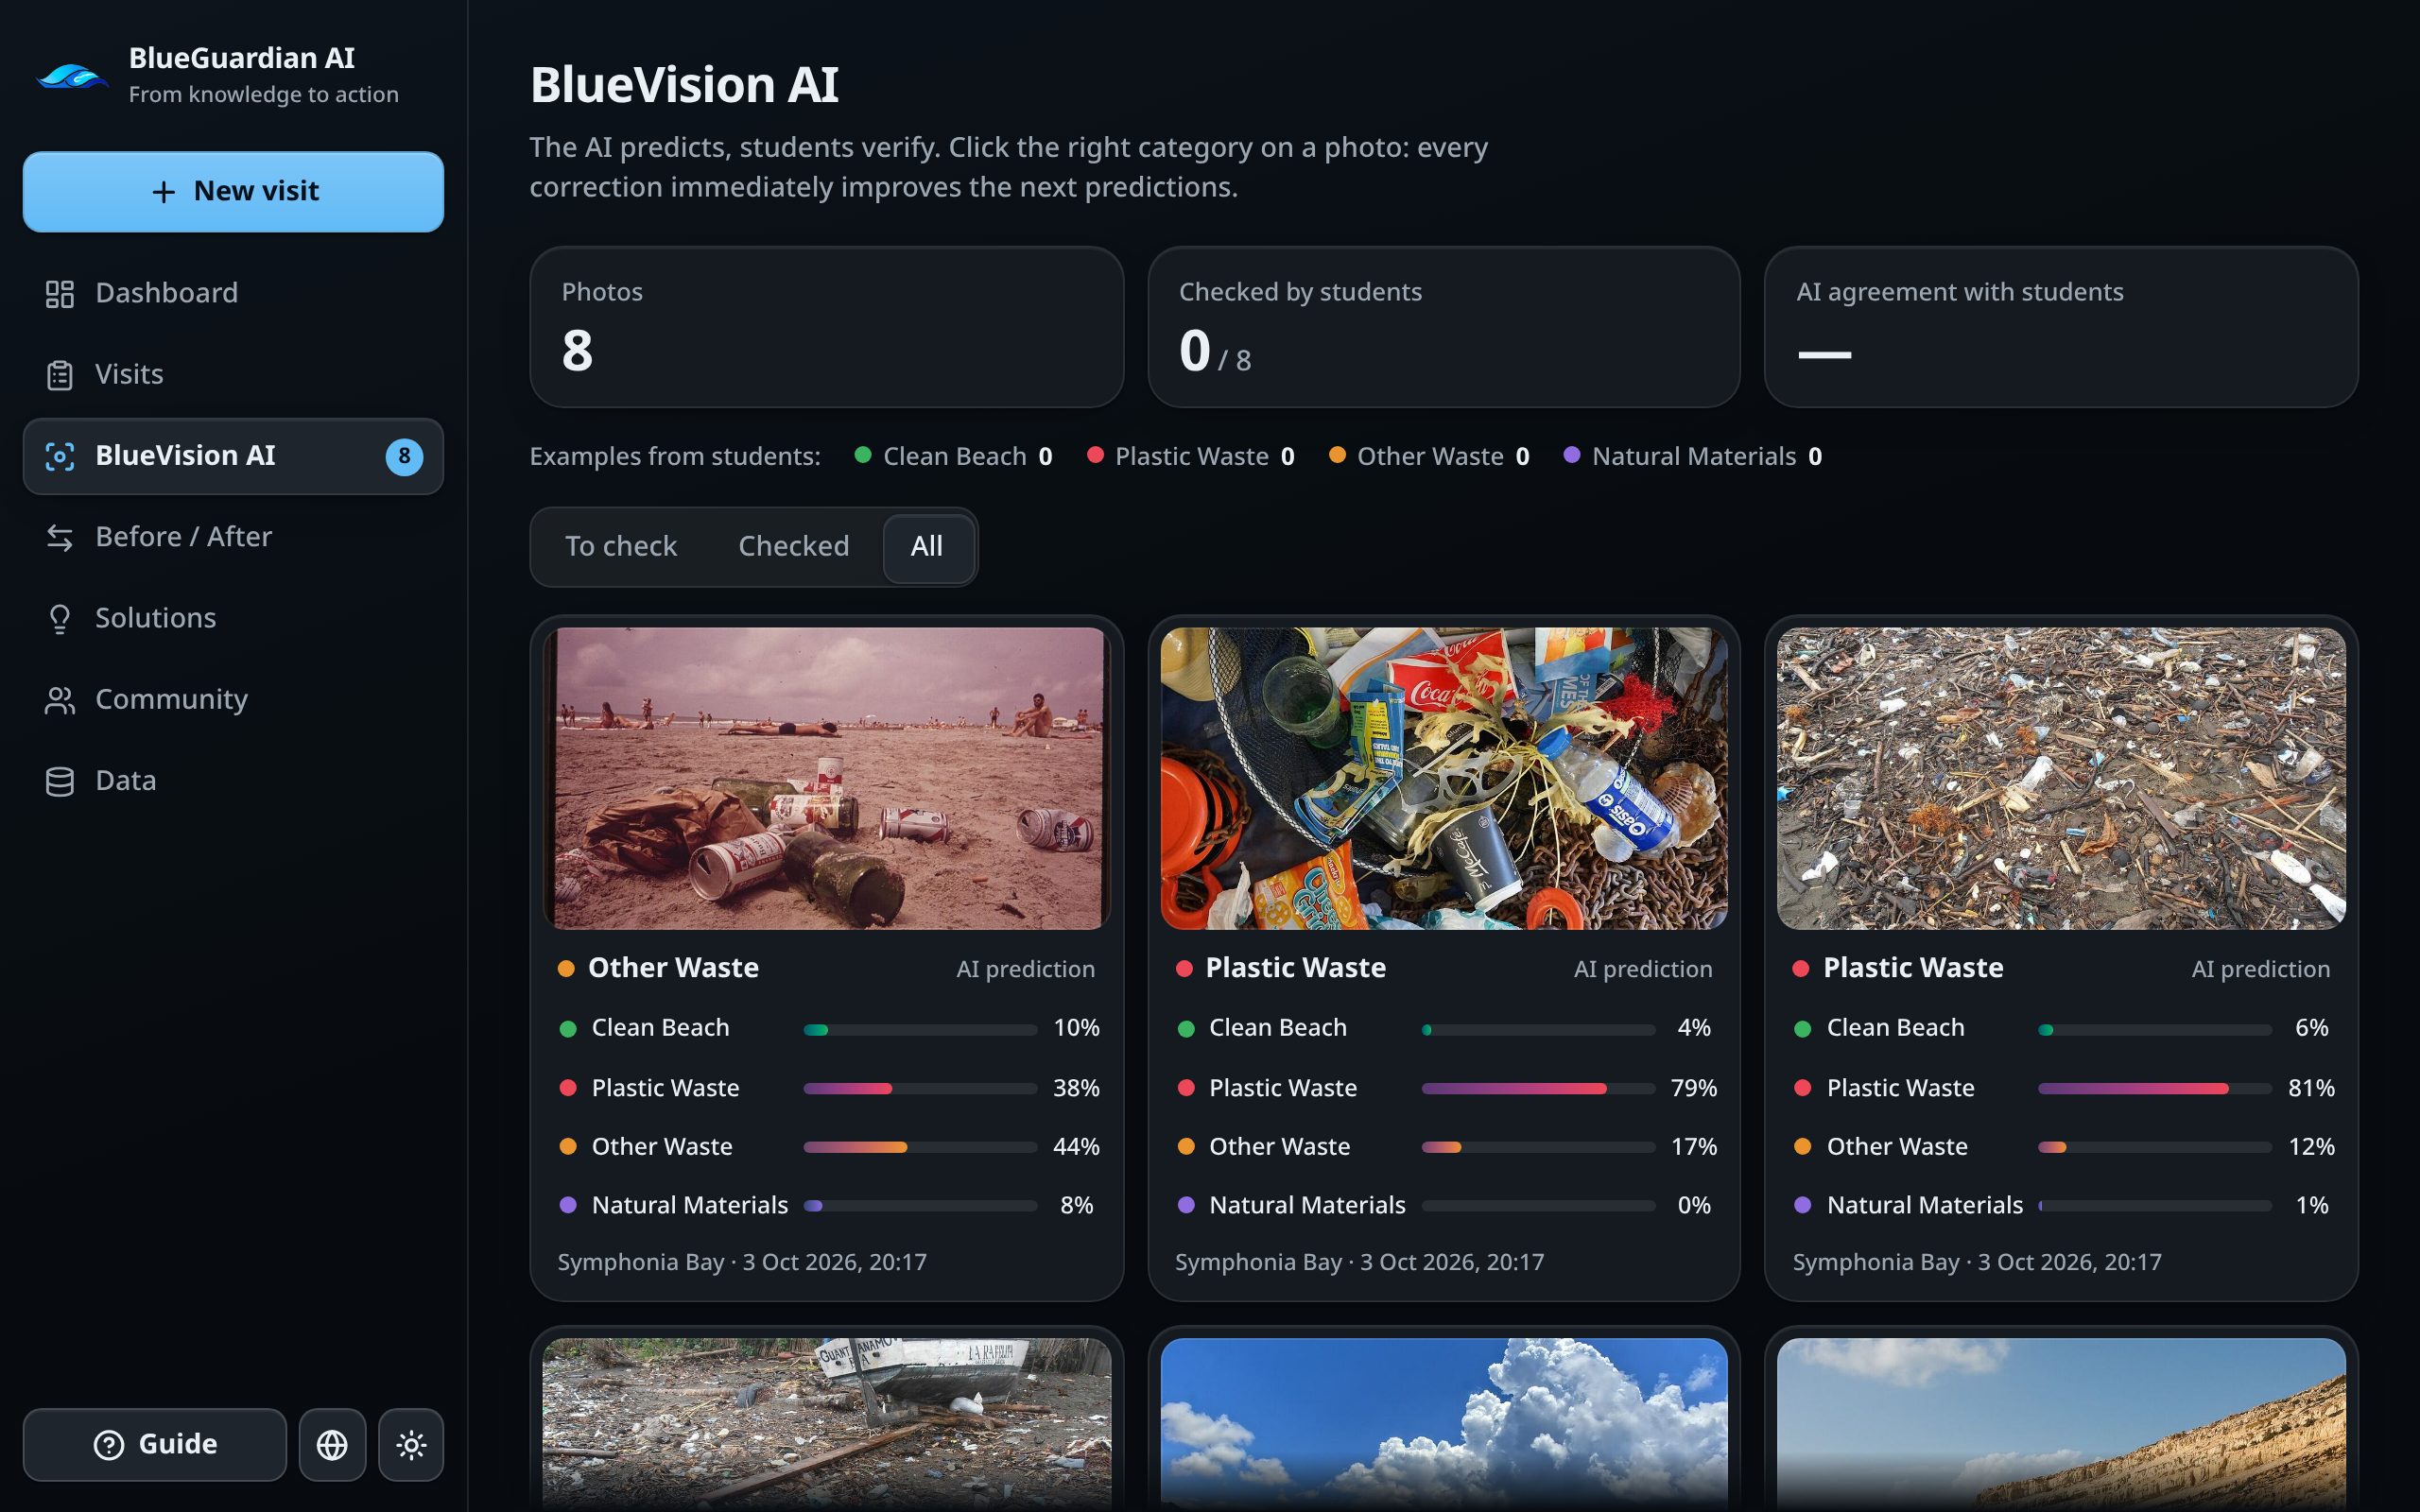 BlueGuardian AI
From knowledge to action
New visit
Dashboard
Visits
BlueVision AI 8
Before / After
Solutions
Community
Data
Guide
BlueVision AI
The AI predicts, students verify. Click the right category on a photo: every
correction immediately improves the next predictions.
Photos
8
Checked by students
0 / 8
AI agreement with students
—
Examples from students: Clean Beach 0 Plastic Waste 0 Other Waste 0 Natural Materials 0
To check Checked All
Coca
Oasis
McCafé
Other Waste AI prediction
Clean Beach 10%
Plastic Waste 38%
Other Waste 44%
Natural Materials 8%
Symphonia Bay · 3 Oct 2026, 20:17
Plastic Waste AI prediction
Clean Beach 4%
Plastic Waste 79%
Other Waste 17%
Natural Materials 0%
Symphonia Bay · 3 Oct 2026, 20:17
Plastic Waste AI prediction
Clean Beach 6%
Plastic Waste 81%
Other Waste 12%
Natural Materials 1%
Symphonia Bay · 3 Oct 2026, 20:17